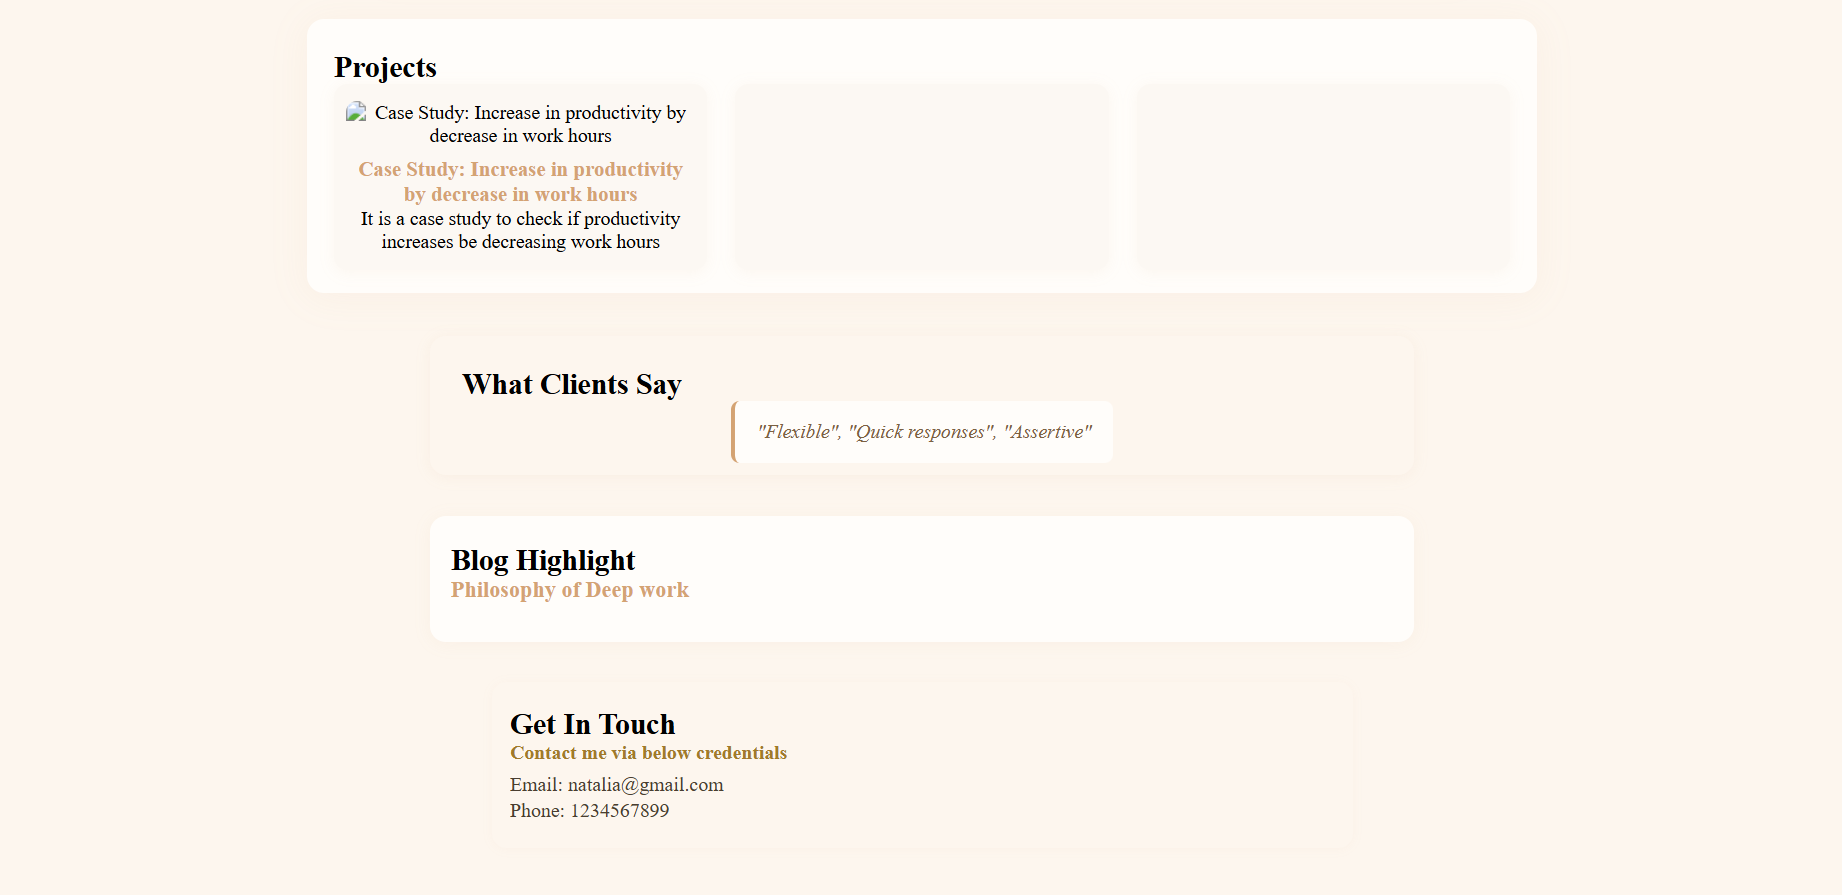 Projects
Case Study: Increase in productivity by
decrease in work hours
Case Study: Increase in productivity
by decrease in work hours
It is a case study to check if productivity
increases be decreasing work hours
What Clients Say
"Flexible", "Quick responses", "Assertive"
Blog Highlight
Philosophy of Deep work
Get In Touch
Contact me via below credentials
Email: natalia@gmail.com
Phone: 1234567899